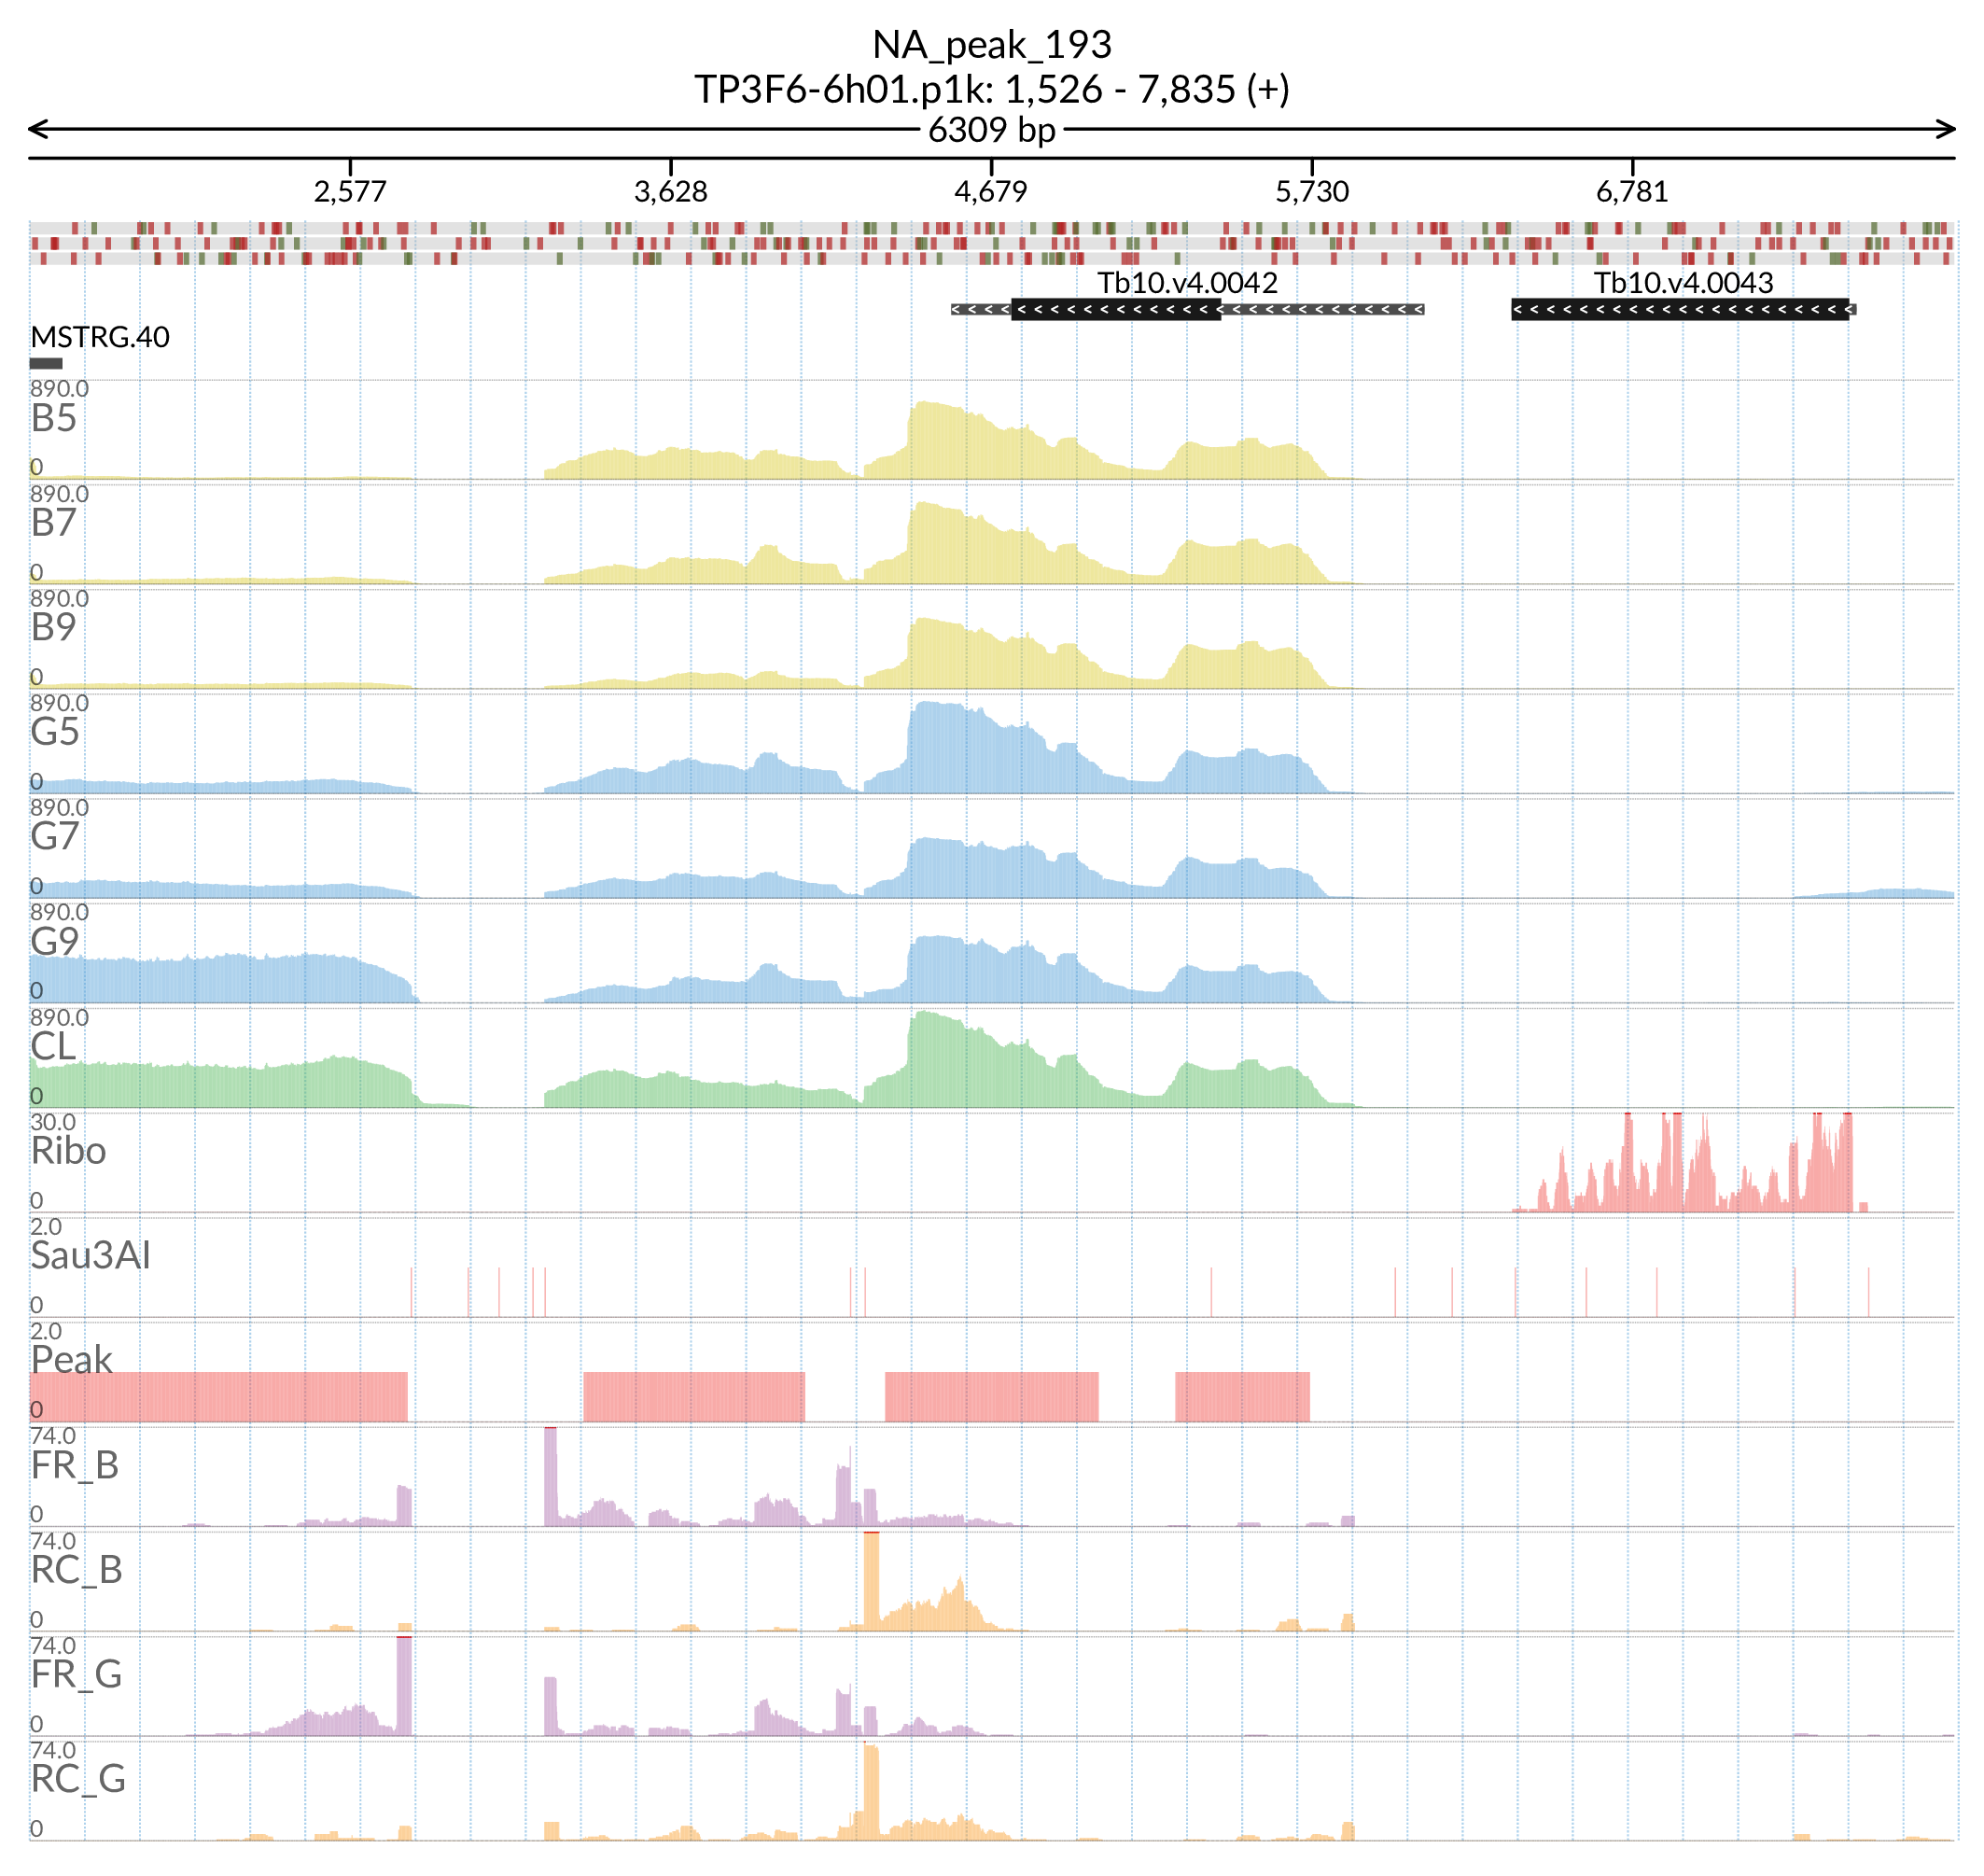 NA_peak_193
TP3F6-6h01.p1k: 1,526 - 7,835 (+)
6309 bp
2,577 3,628 4,679 5,730 6,781
Tb10.v4.0042 Tb10.v4.0043
MSTRG.40
890.0
B5
0
890.0
B7
0
890.0
B9
0
890.0
G5
0
890.0
G7
0
890.0
G9
0
890.0
CL
0
30.0
Ribo
0
2.0
Sau3AI
0
2.0
Peak
0
74.0
FR_B
0
74.0
RC_B
0
74.0
FR_G
0
74.0
RC_G
0